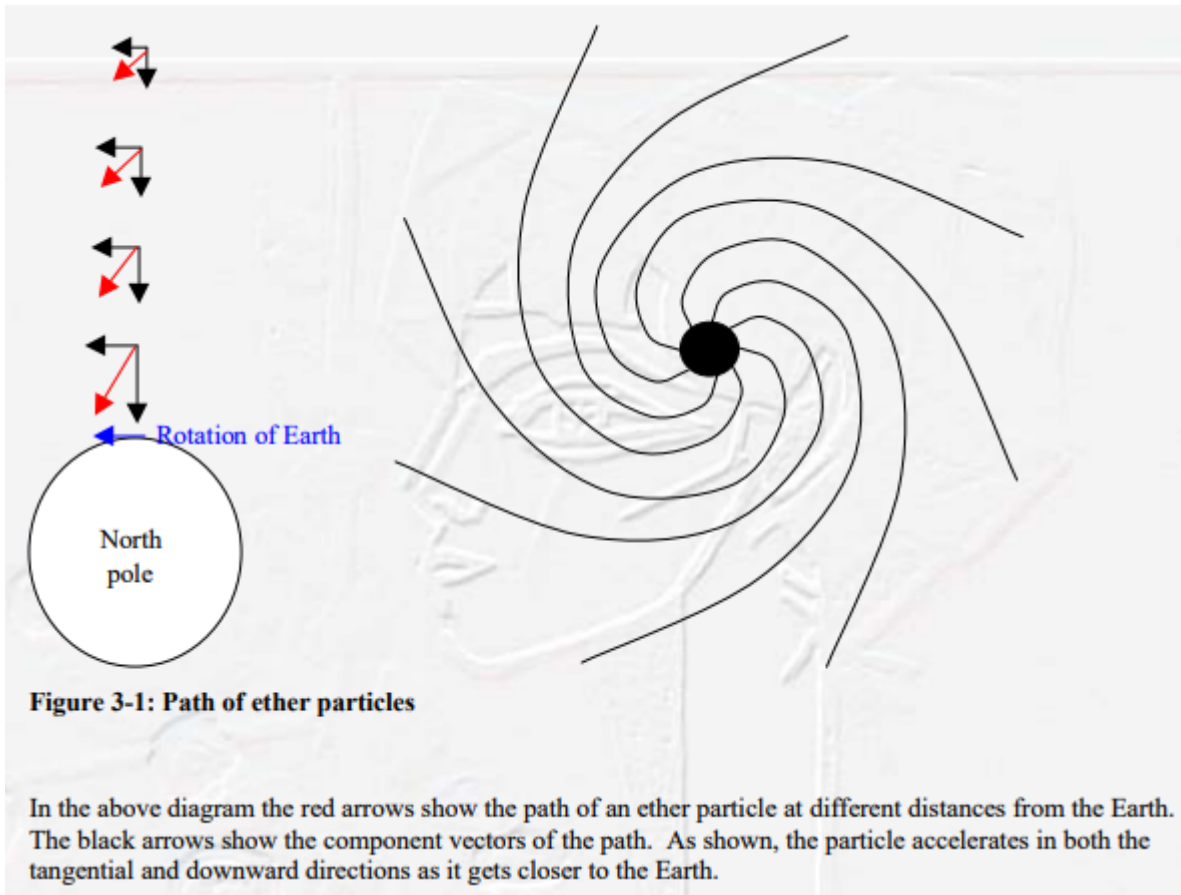 Rotation of Earth
North
pole
Figure 3-1: Path of ether particles
In the above diagram the red arrows show the path of an ether particle at different distances from the Earth.
The black arrows show the component vectors of the path.  As shown, the particle accelerates in both the
tangential and downward directions as it gets closer to the Earth.